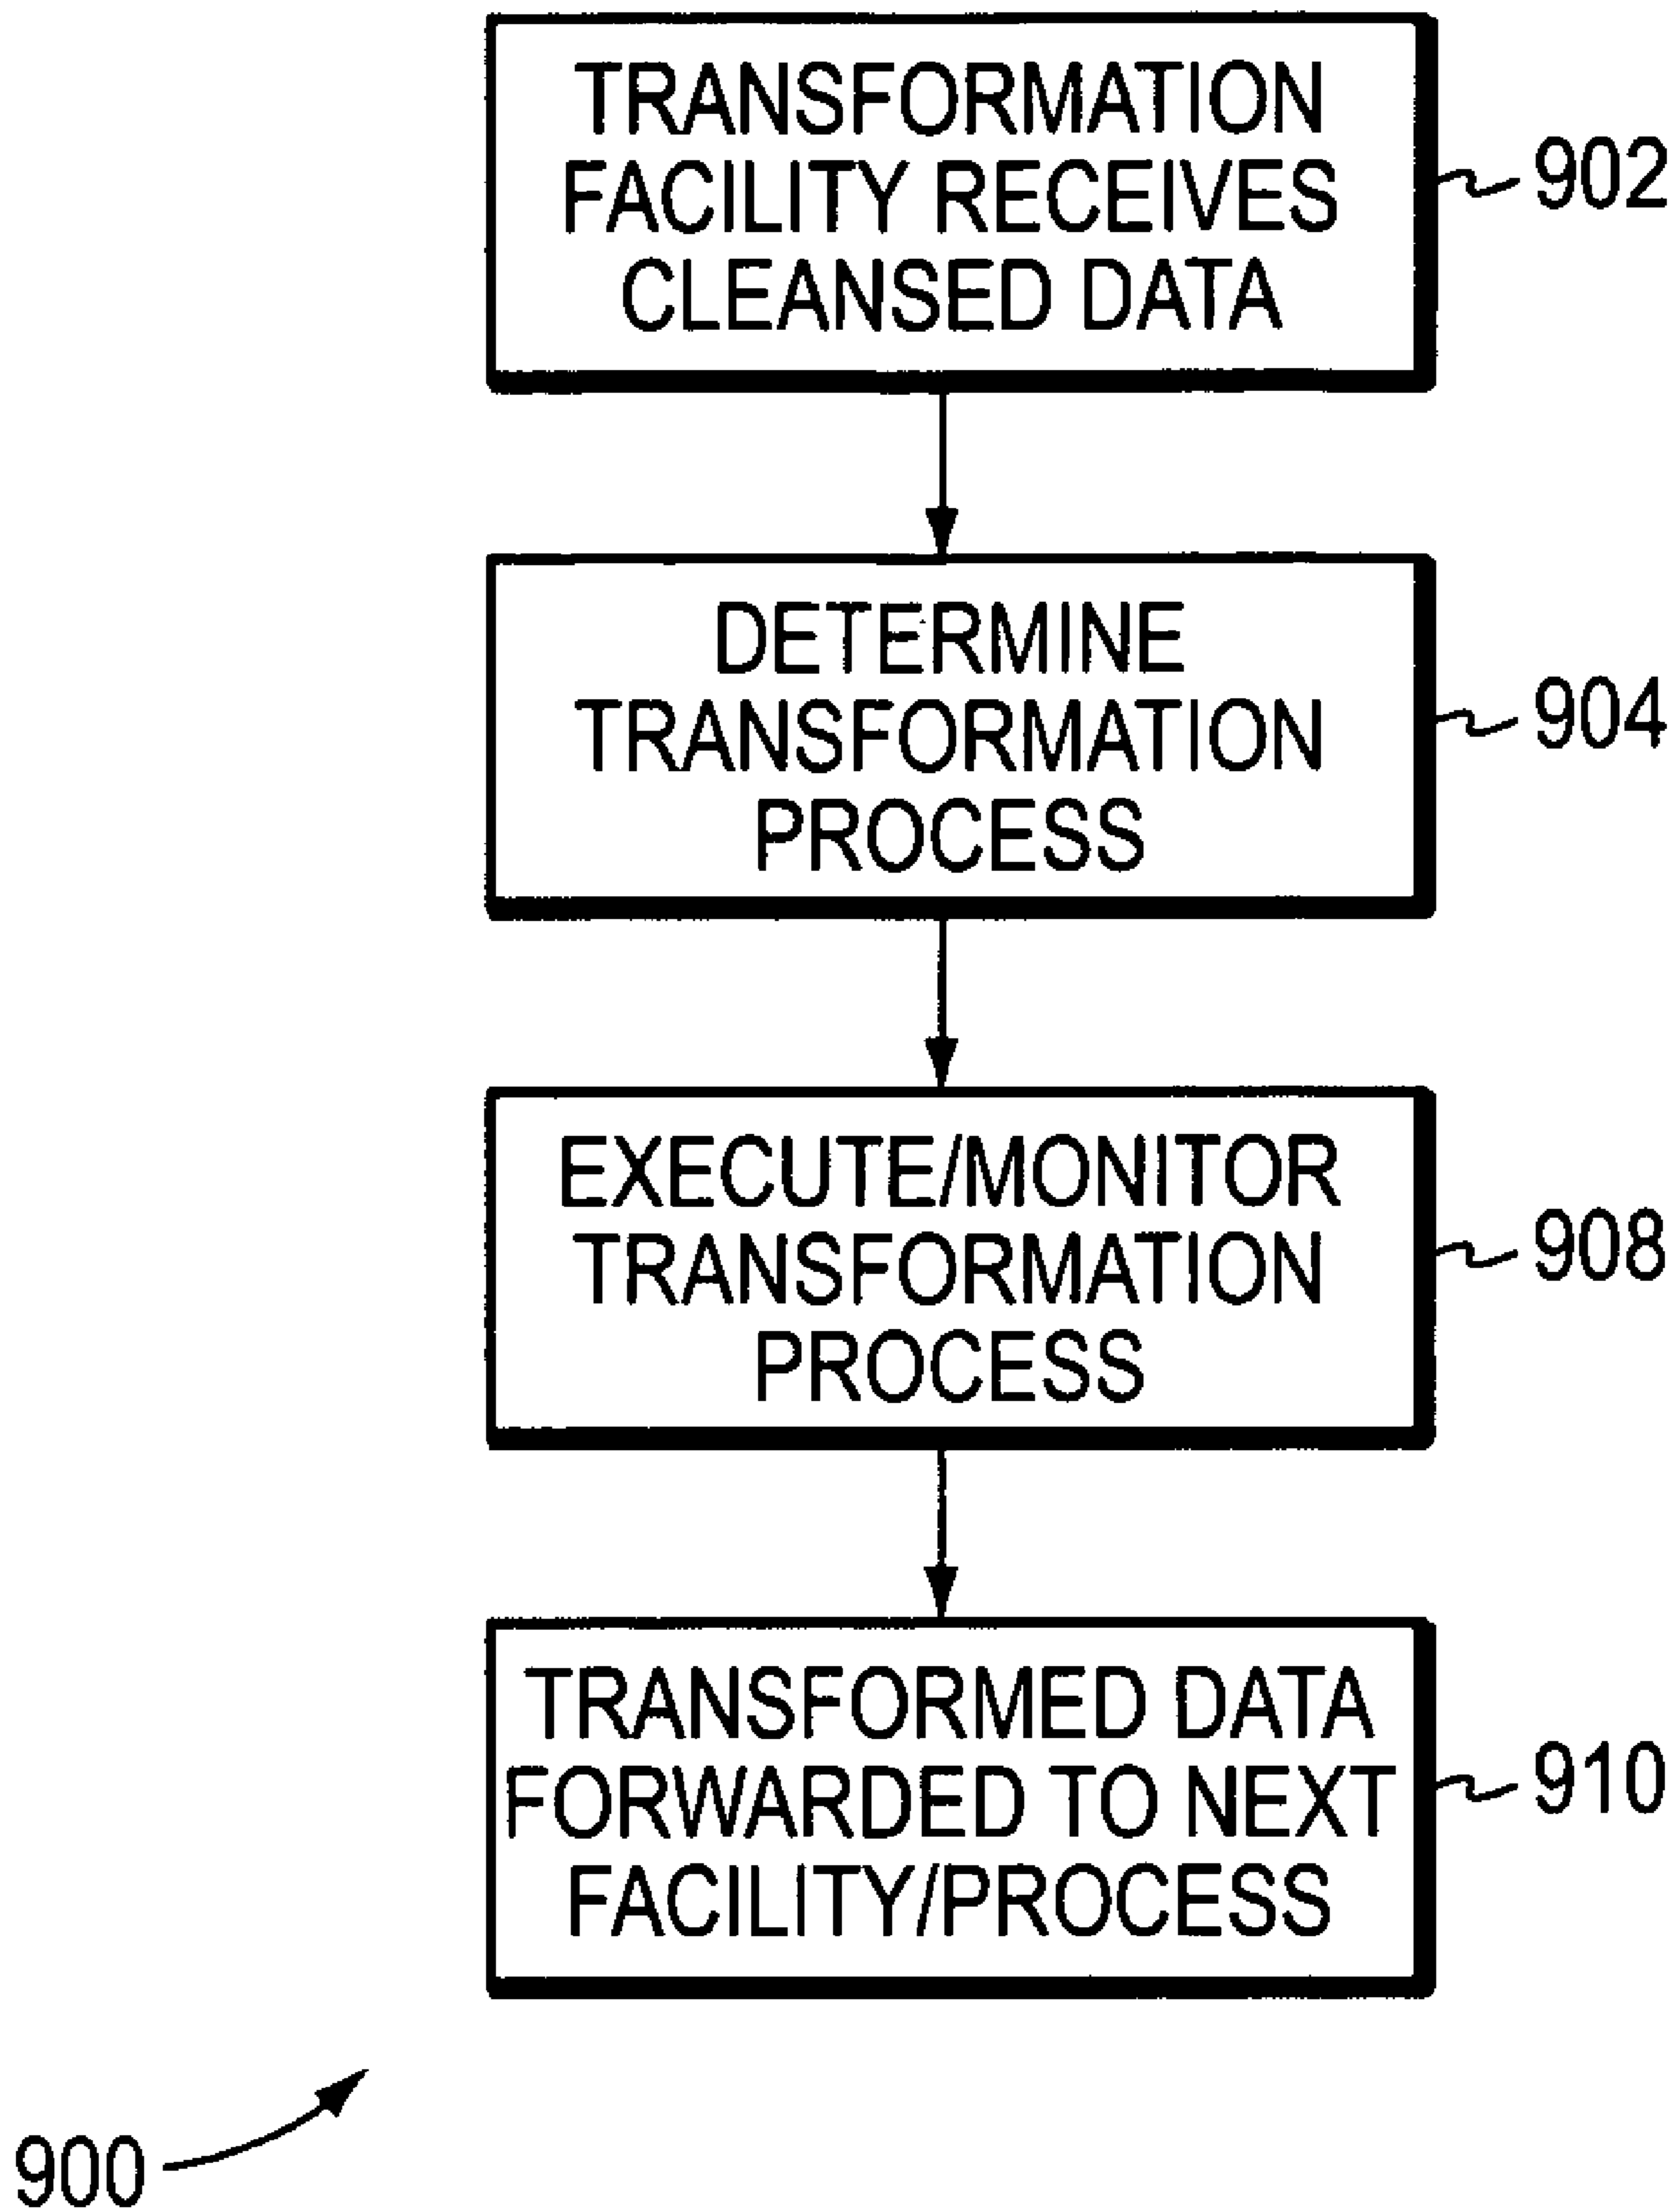 TRANSFORMATION
FACILITY RECEIVES
CLEANSED DATA
902
DETERMINE
TRANSFORMATION
PROCESS
904
EXECUTE/MONITOR
TRANSFORMATION
PROCESS
908
TRANSFORMED DATA
FORWARDED TO NEXT
FACILITY/PROCESS
910
900